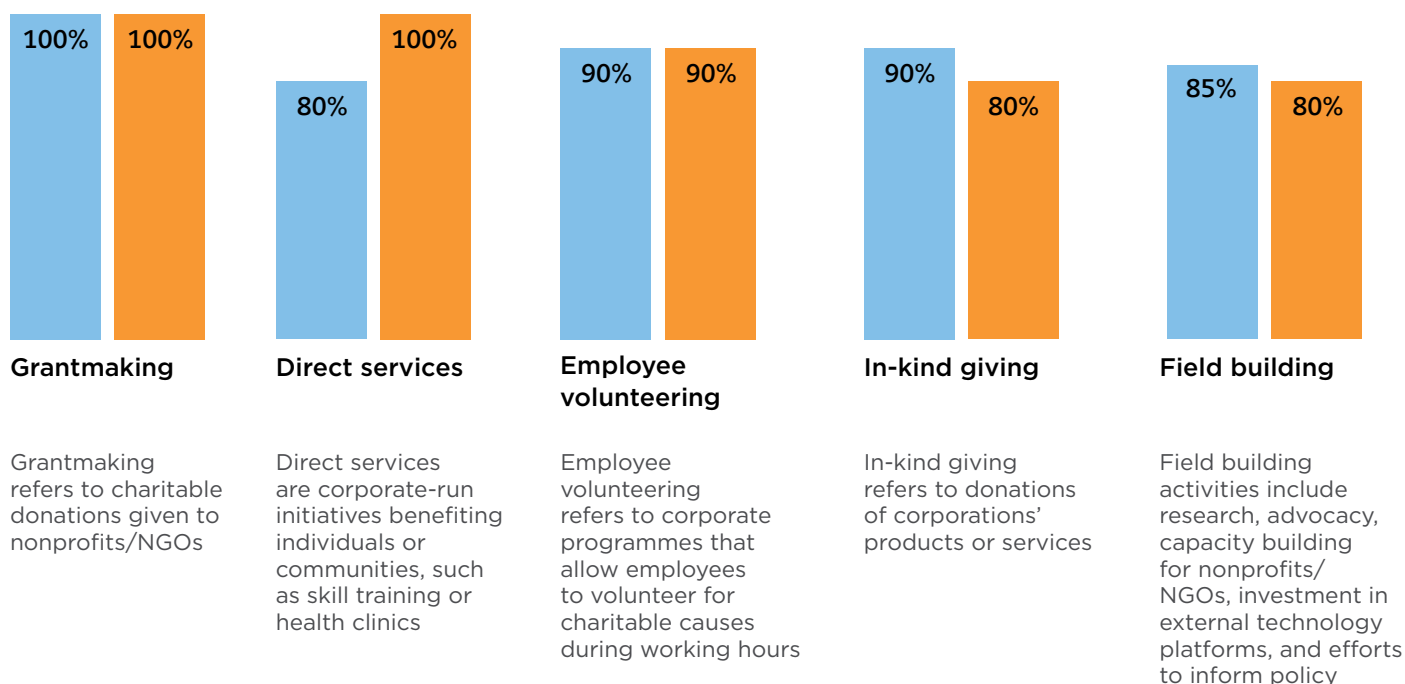 100% 100%
80% 100%
90% 90%
90% 80%
85% 80%
Grantmaking
Direct services
Employee
volunteering
In-kind giving
Field building
Grantmaking
refers to charitable
donations given to
nonprofits/NGOs
Direct services
are corporate-run
initiatives benefiting
individuals or
communities, such
as skill training or
health clinics
Employee
volunteering
refers to corporate
programmes that
allow employees
to volunteer for
charitable causes
during working hours
In-kind giving
refers to donations
of corporations’
products or services
Field building
activities include
research, advocacy,
capacity building
for nonprofits/
NGOs, investment in
external technology
platforms, and efforts
to inform policy